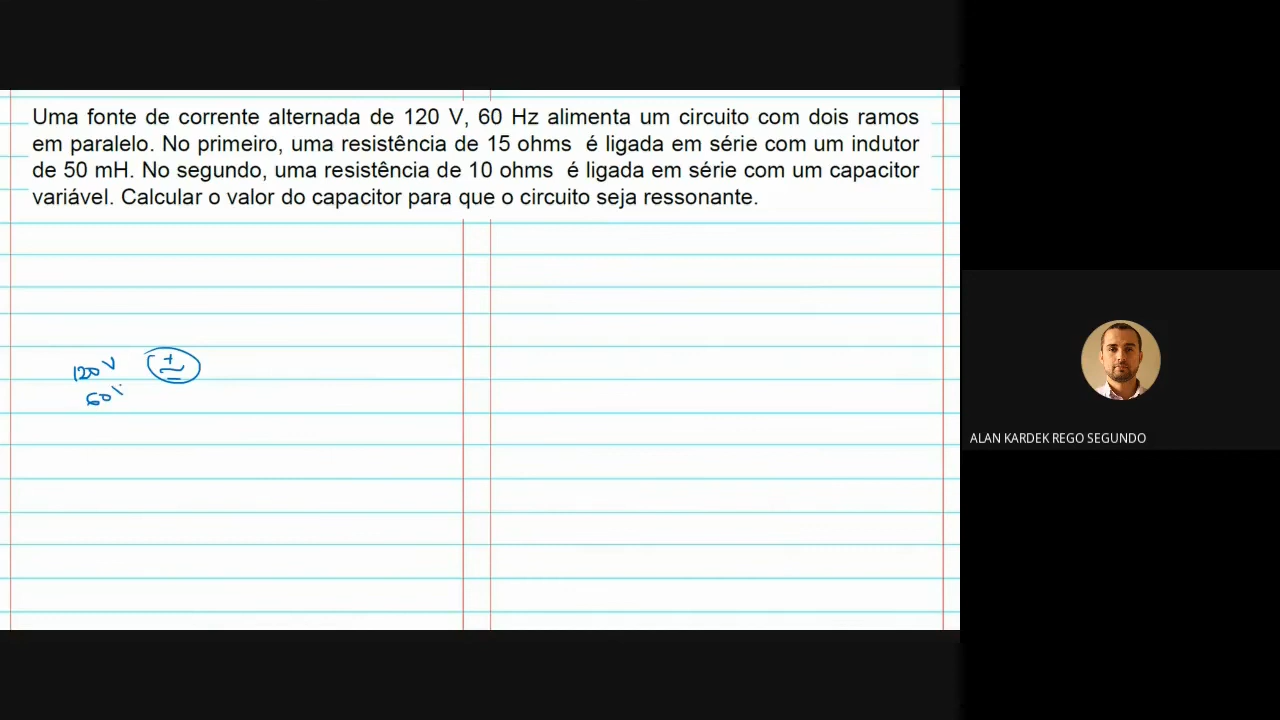 Uma fonte de corrente alternada de 120 V, 60 Hz alimenta um circuito com dois ramos
em paralelo. No primeiro, uma resistência de 15 ohms é ligada em série com um indutor
de 50 mH. No segundo, uma resistência de 10 ohms é ligada em série com um capacitor
variável. Calcular o valor do capacitor para que o circuito seja ressonante.
120 V
60
ALAN KARDEK REGO SEGUNDO